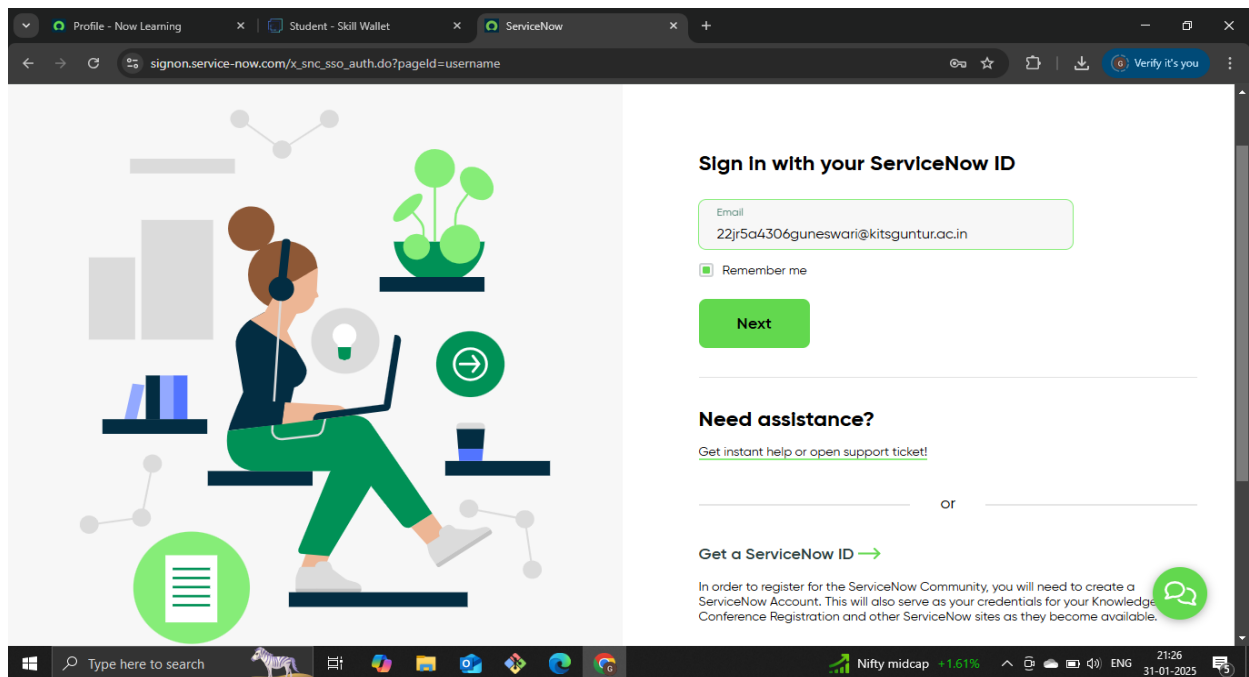 Profile - Now Learning
Student - Skill Wallet
ServiceNow
signon.service-now.com/x_snc_sso_auth.do?pageId=username
G
Verify it's you
Sign in with your ServiceNow ID
Email
22jr5a4306guneswari@kitsguntur.ac.in
Remember me
Next
Need assistance?
Get instant help or open support ticket!
or
Get a ServiceNow ID
In order to register for the ServiceNow Community, you will need to create a
ServiceNow Account. This will also serve as your credentials for your Knowledge
Conference Registration and other ServiceNow sites as they become available.
Type here to search
G
Nifty midcap +1.61%
ENG
21:26
31-01-2025
5